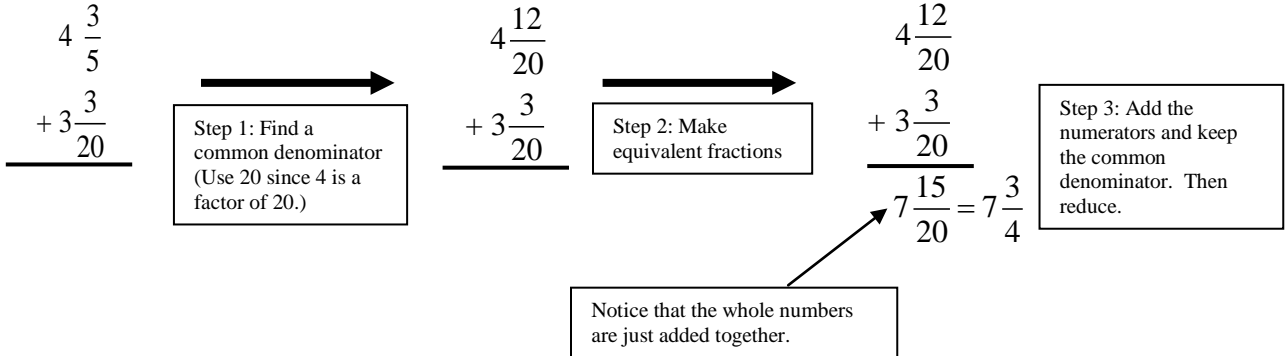 4 3/5
+ 3 3/20
Step 1: Find a
common denominator
(Use 20 since 4 is a
factor of 20.)
4 12/20
+ 3 3/20
Step 2: Make
equivalent fractions
4 12/20
+ 3 3/20
7 15/20 = 7 3/4
Step 3: Add the
numerators and keep
the common
denominator.  Then
reduce.
Notice that the whole numbers
are just added together.